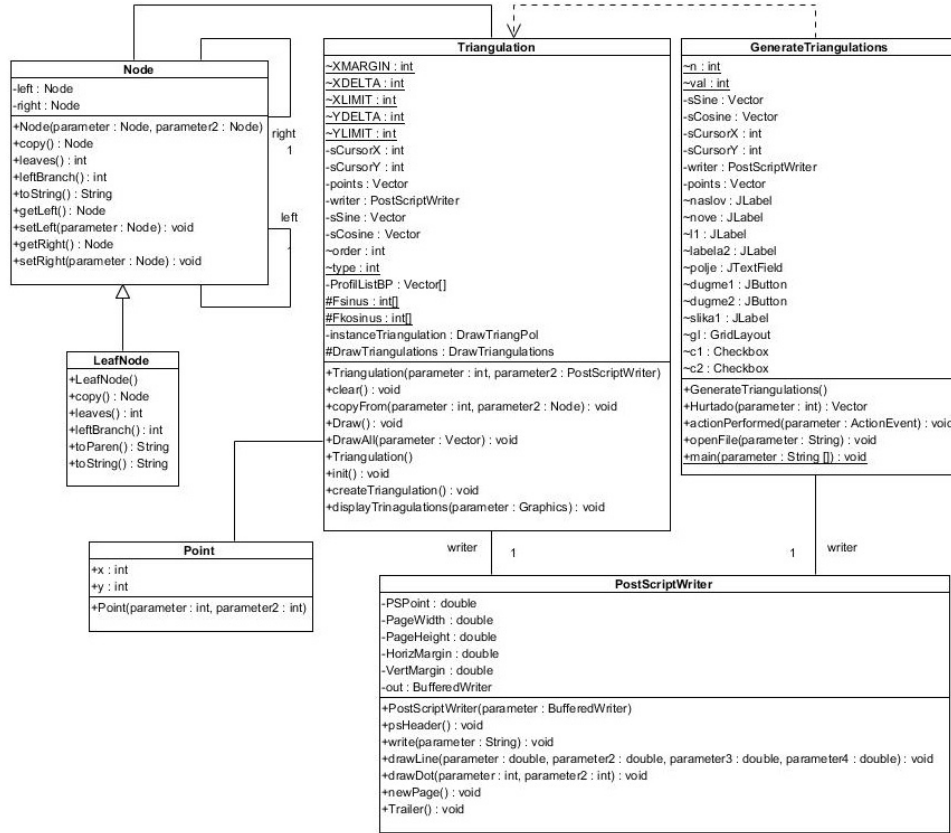 Node
-left : Node
-right : Node
+Node(parameter : Node, parameter2 : Node)
+copy() : Node
+leaves() : int
+leftBranch() : int
+toString() : String
+getLeft() : Node
+setLeft(parameter : Node) : void
+getRight() : Node
+setRight(parameter : Node) : void
right
1
left
LeafNode
+LeafNode()
+copy() : Node
+leaves() : int
+leftBranch() : int
+toParen() : String
+toString() : String
Triangulation
~XMARGIN : int
~XDELTA : int
~XLIMIT : int
~YDELTA : int
~YLIMIT : int
-sCursorX : int
-sCursorY : int
-points : Vector
-writer : PostScriptWriter
-sSine : Vector
-sCosine : Vector
~order : int
~type : int
-ProfilListBP : Vector[]
#Fsinus : int[]
#Fkosinus : int[]
-instanceTriangulation : DrawTriangPol
#DrawTriangulations : DrawTriangulations
+Triangulation(parameter : int, parameter2 : PostScriptWriter)
+clear() : void
+copyFrom(parameter : int, parameter2 : Node) : void
+Draw() : void
+DrawAll(parameter : Vector) : void
+Triangulation()
+init() : void
+createTriangulation() : void
+displayTrinagulations(parameter : Graphics) : void
GenerateTriangulations
~n : int
~val : int
-sSine : Vector
-sCosine : Vector
-sCursorX : int
-sCursorY : int
-writer : PostScriptWriter
-points : Vector
~naslov : JLabel
~nove : JLabel
~l1 : JLabel
~labela2 : JLabel
~polje : JTextField
~dugme1 : JButton
~dugme2 : JButton
~slika1 : JLabel
~gl : GridLayout
~c1 : Checkbox
~c2 : Checkbox
+GenerateTriangulations()
+Hurtado(parameter : int) : Vector
+actionPerformed(parameter : ActionEvent) : void
+openFile(parameter : String) : void
+main(parameter : String []) : void
Point
+x : int
+y : int
+Point(parameter : int, parameter2 : int)
writer
1
1
writer
PostScriptWriter
-PSPoint : double
-PageWidth : double
-PageHeight : double
-HorizMargin : double
-VertMargin : double
-out : BufferedWriter
+PostScriptWriter(parameter : BufferedWriter)
+psHeader() : void
+write(parameter : String) : void
+drawLine(parameter : double, parameter2 : double, parameter3 : double, parameter4 : double) : void
+drawDot(parameter : int, parameter2 : int) : void
+newPage() : void
+Trailer() : void